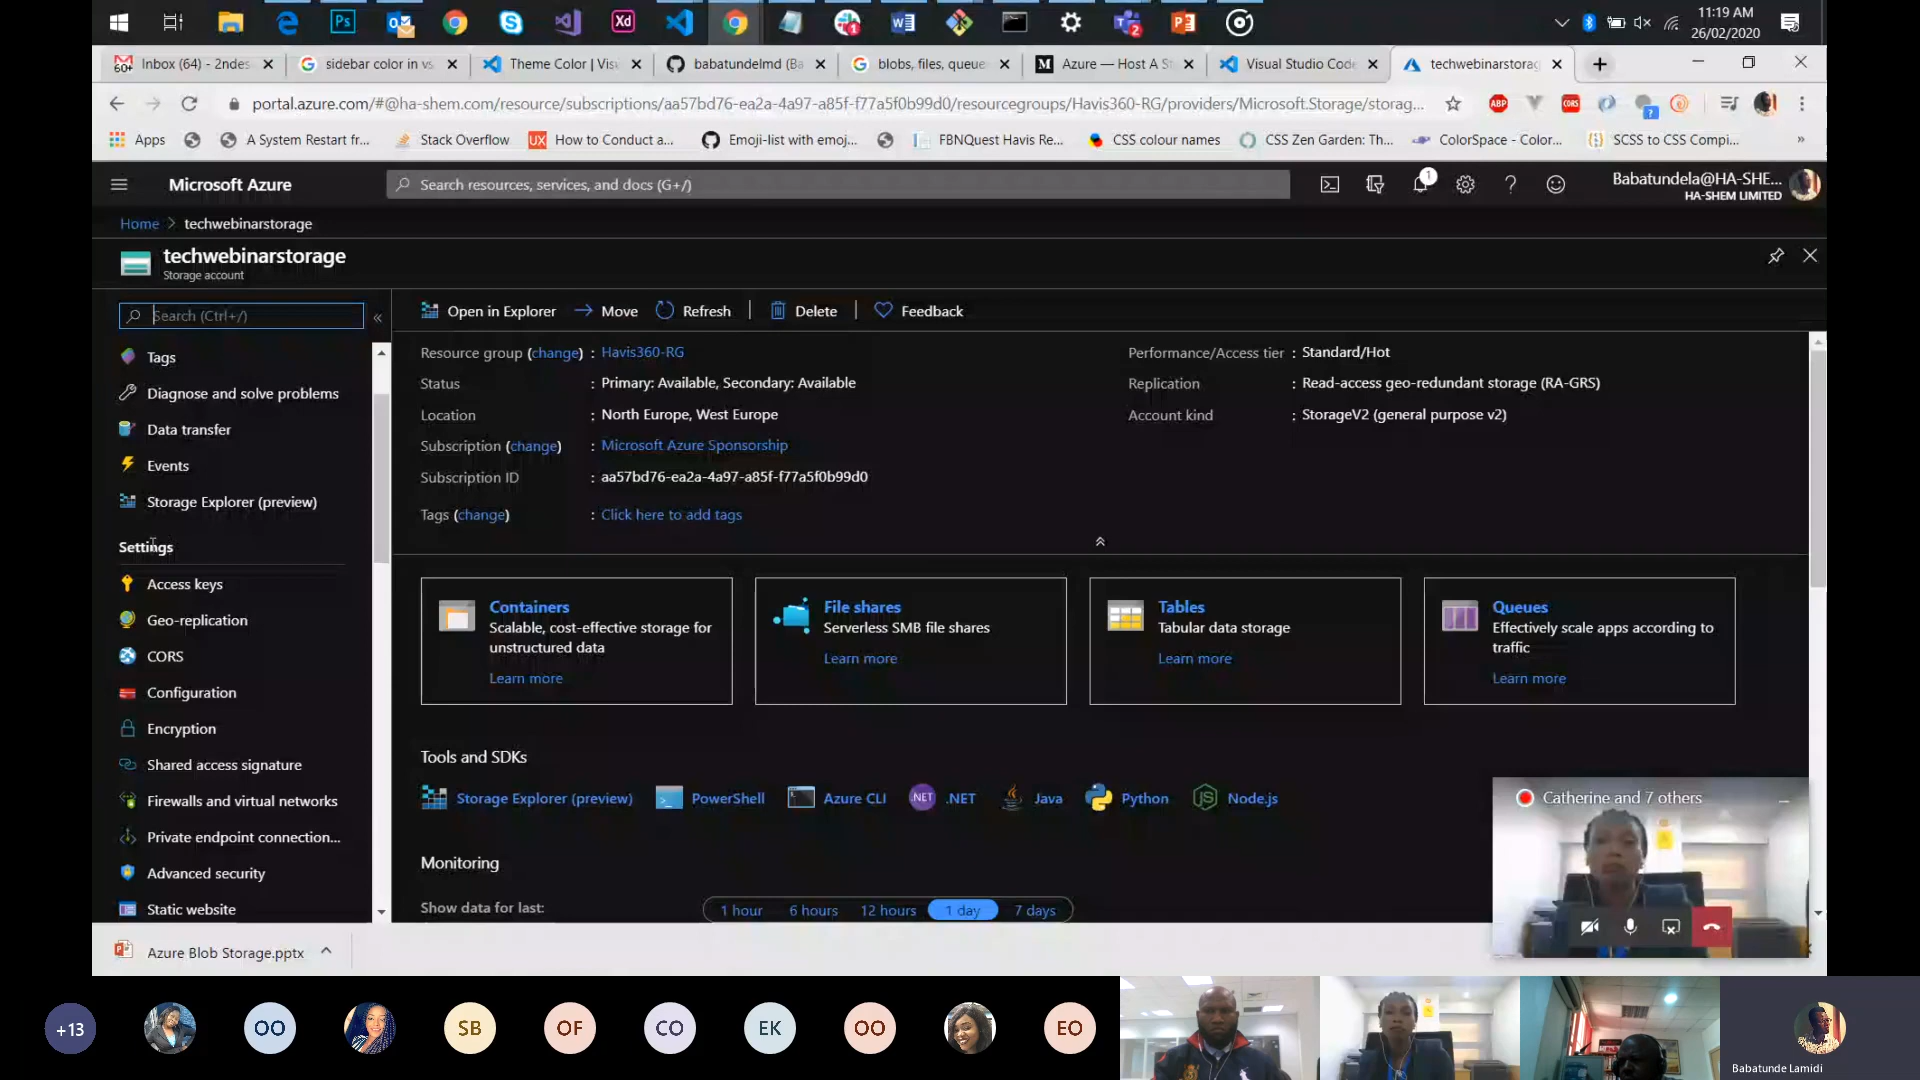 11:19 AM
26/02/2020
Inbox (64) - 2ndes
sidebar color in vs
Theme Color | Vis
babatundelmd (Ba
blobs, files, queue
Azure — Host A S
Visual Studio Code
techwebinarstorag
portal.azure.com/#@ha-shem.com/resource/subscriptions/aa57bd76-ea2a-4a97-a85f-f77a5f0b99d0/resourcegroups/Havis360-RG/providers/Microsoft.Storage/storag...
Apps
A System Restart fr...
Stack Overflow
How to Conduct a...
Emoji-list with emoj...
FBNQuest Havis Re...
CSS colour names
CSS Zen Garden: Th...
ColorSpace - Color...
SCSS to CSS Compi...
Microsoft Azure
Search resources, services, and docs (G+/)
1
Babatundela@HA-SHE...
HA-SHEM LIMITED
Home > techwebinarstorage
techwebinarstorage
Storage account
Search (Ctrl+/)
Tags
Diagnose and solve problems
Data transfer
Events
Storage Explorer (preview)
Settings
Access keys
Geo-replication
CORS
Configuration
Encryption
Shared access signature
Firewalls and virtual networks
Private endpoint connection...
Advanced security
Static website
Open in Explorer
Move
Refresh
Delete
Feedback
Resource group (change) : Havis360-RG
Status : Primary: Available, Secondary: Available
Location : North Europe, West Europe
Subscription (change) : Microsoft Azure Sponsorship
Subscription ID : aa57bd76-ea2a-4a97-a85f-f77a5f0b99d0
Tags (change) : Click here to add tags
Performance/Access tier : Standard/Hot
Replication : Read-access geo-redundant storage (RA-GRS)
Account kind : StorageV2 (general purpose v2)
Containers
Scalable, cost-effective storage for
unstructured data
Learn more
File shares
Serverless SMB file shares
Learn more
Tables
Tabular data storage
Learn more
Queues
Effectively scale apps according to
traffic
Learn more
Tools and SDKs
Storage Explorer (preview)
PowerShell
Azure CLI
.NET
Java
Python
Node.js
Monitoring
Show data for last:
1 hour
6 hours
12 hours
1 day
7 days
Catherine and 7 others
Azure Blob Storage.pptx
+13
OO
SB
OF
CO
EK
OO
EO
Babatunde Lamidi